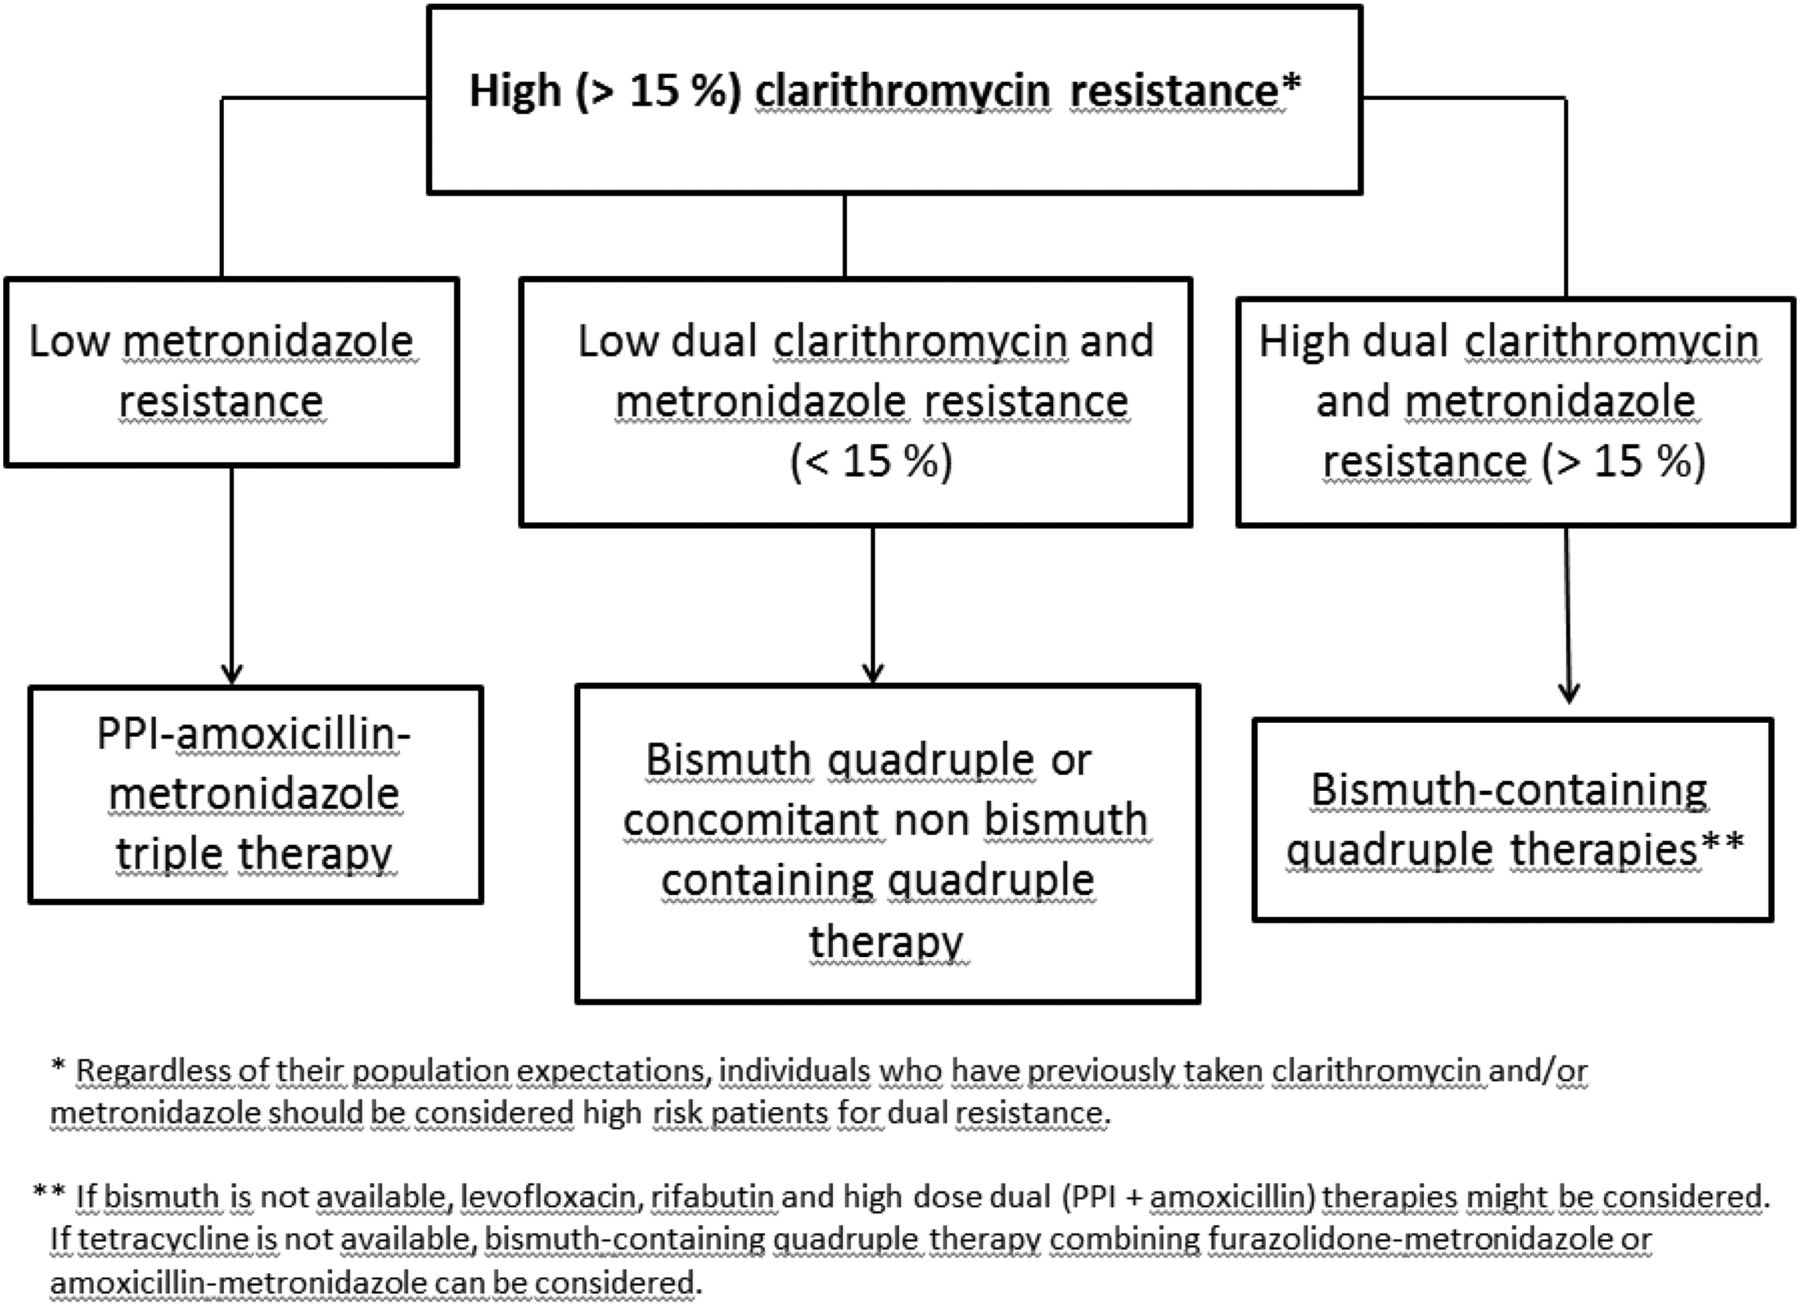 High (> 15 %) clarithromycin resistance*
Low metronidazole
resistance
Low dual clarithromycin and
metronidazole resistance
(< 15 %)
High dual clarithromycin
and metronidazole
resistance (> 15 %)
PPI-amoxicillin-
metronidazole
triple therapy
Bismuth quadruple or
concomitant non bismuth
containing quadruple
therapy
Bismuth-containing
quadruple therapies**
* Regardless of their population expectations, individuals who have previously taken clarithromycin and/or
metronidazole should be considered high risk patients for dual resistance.
** If bismuth is not available, levofloxacin, rifabutin and high dose dual (PPI + amoxicillin) therapies might be considered.
If tetracycline is not available, bismuth-containing quadruple therapy combining furazolidone-metronidazole or
amoxicillin-metronidazole can be considered.